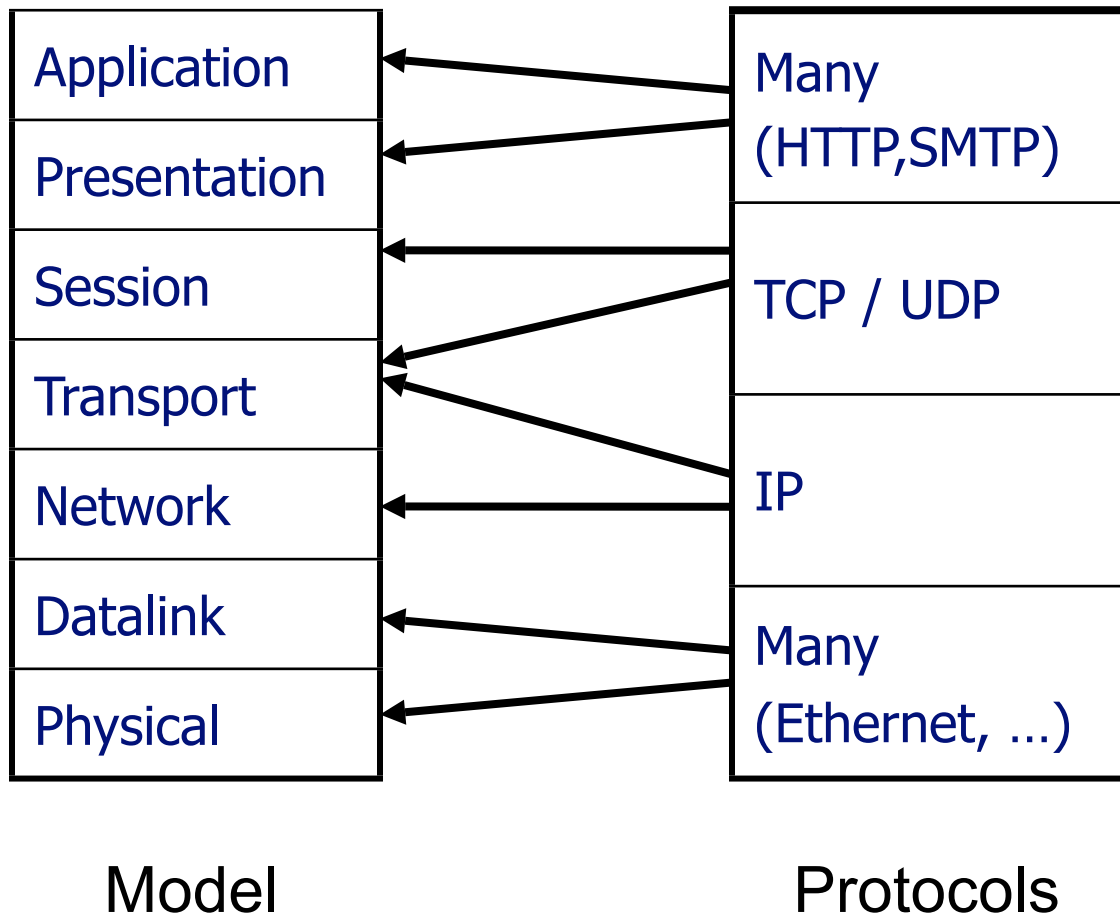 Application
Presentation
Session
Transport
Network
Datalink
Physical
Model
Many
(HTTP,SMTP)
TCP / UDP
IP
Many
(Ethernet, …)
Protocols